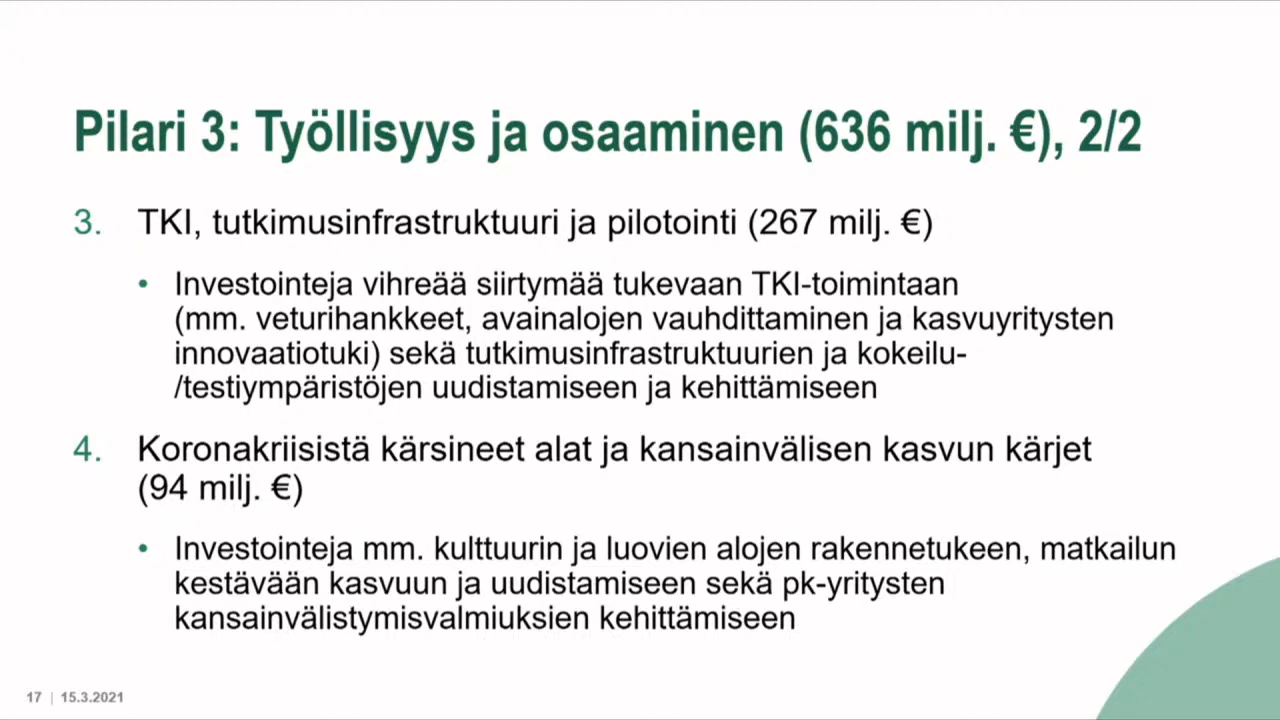 Pilari 3: Työllisyys ja osaaminen (636 milj. €), 2/2
3. TKI, tutkimusinfrastruktuuri ja pilotointi (267 milj. €)
• Investointeja vihreää siirtymää tukevaan TKI-toimintaan
(mm. veturihankkeet, avainalojen vauhdittaminen ja kasvuyritysten
innovaatiotuki) sekä tutkimusinfrastruktuurien ja kokeilu-
/testiympäristöjen uudistamiseen ja kehittämiseen
4. Koronakriisistä kärsineet alat ja kansainvälisen kasvun kärjet
(94 milj. €)
• Investointeja mm. kulttuurin ja luovien alojen rakennetukeen, matkailun
kestävään kasvuun ja uudistamiseen sekä pk-yritysten
kansainvälistymisvalmiuksien kehittämiseen
17 | 15.3.2021